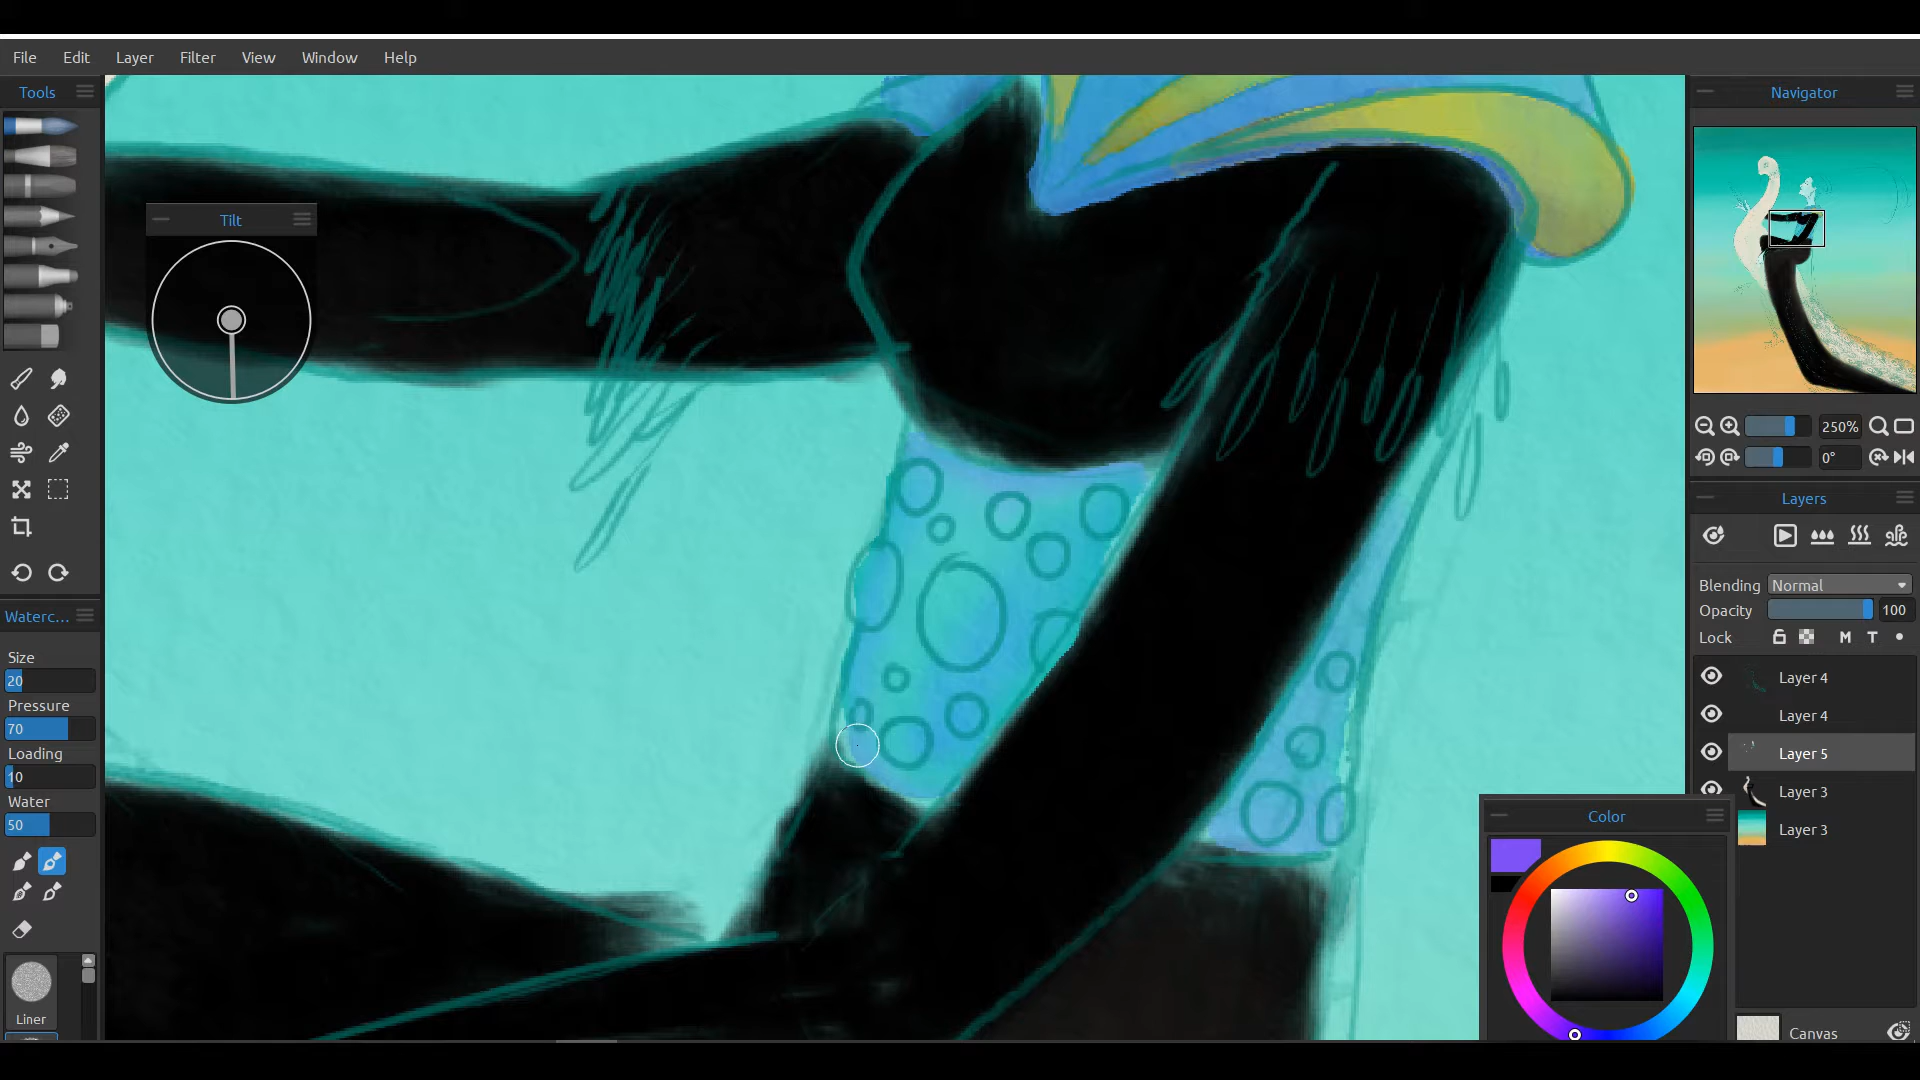 File Edit Layer Filter View Window Help
Tools
Navigator
Tilt
250%
0°
Layers
Blending Normal
Opacity 100
Lock M T
Waterc...
Size
20
Pressure
70
Loading
10
Water
50
Liner
Layer 4
Layer 4
Layer 5
Layer 3
Layer 3
Color
Canvas